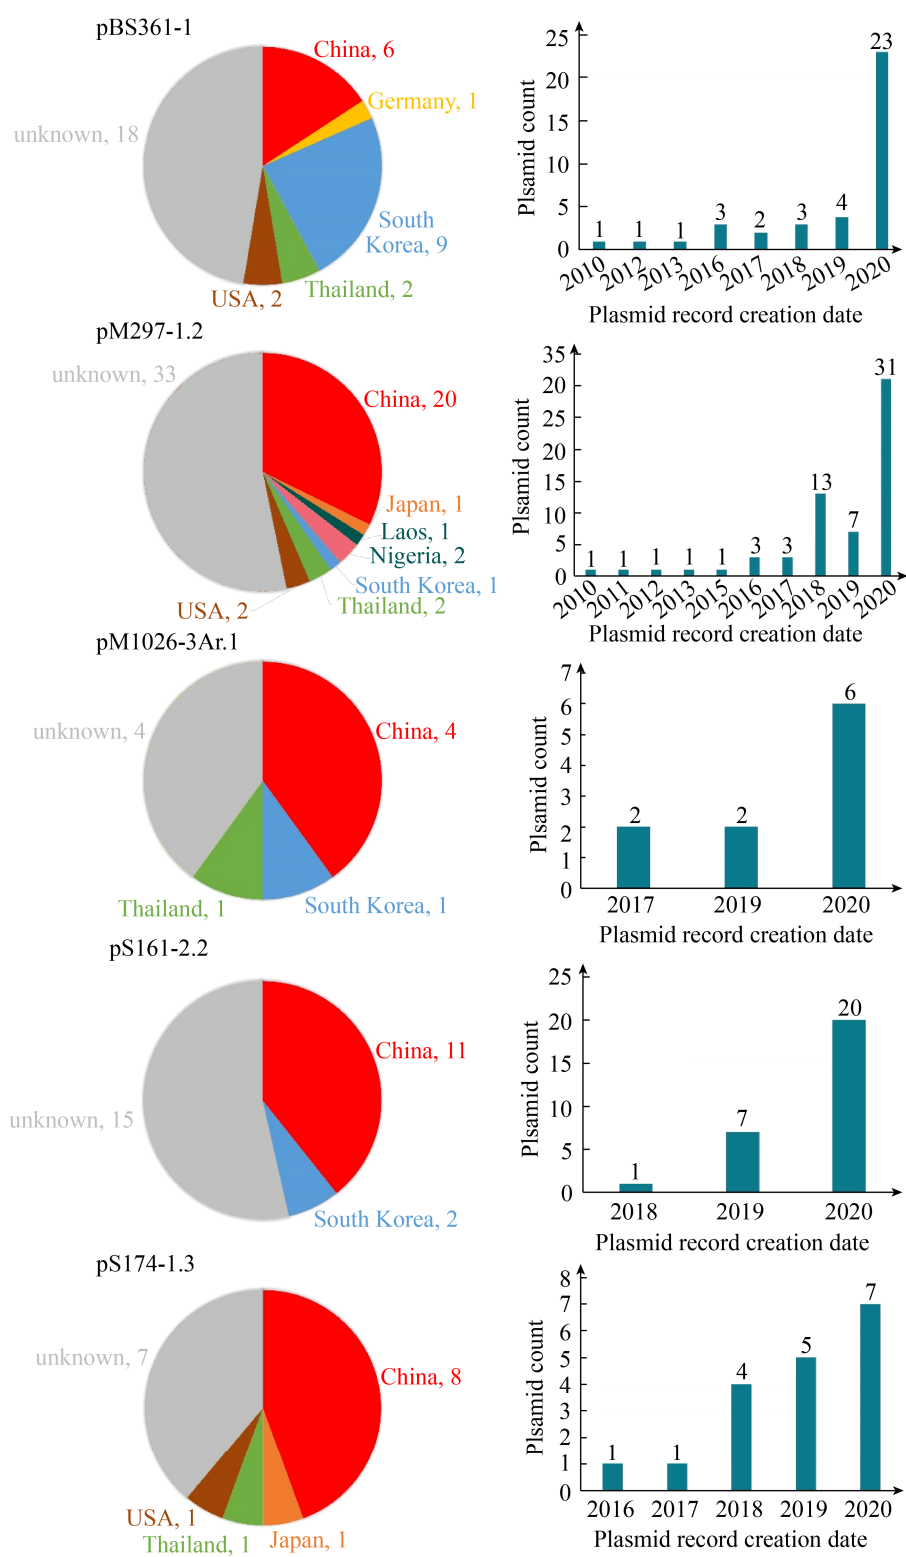 pBS361-1
China, 6
Germany, 1
unknown, 18
South
Korea, 9
Thailand, 2
USA, 2
Plsamid count
25
20
15
10
5
0
1
1
1
3
2
3
4
23
2010
2012
2013
2016
2017
2018
2019
2020
Plasmid record creation date
pM297-1.2
unknown, 33
China, 20
Japan, 1
Laos, 1
Nigeria, 2
South Korea, 1
Thailand, 2
USA, 2
Plsamid count
35
20
25
20
15
10
5
0
1
1
1
1
1
3
3
13
7
31
2010
2011
2012
2013
2015
2016
2017
2018
2019
2020
Plasmid record creation date
pM1026-3Ar.1
unknown, 4
China, 4
Thailand, 1
South Korea, 1
Plsamid count
7
6
5
4
3
2
1
0
2
2
6
2017
2019
2020
Plasmid record creation date
pS161-2.2
China, 11
unknown, 15
South Korea, 2
Plsamid count
25
20
15
10
5
0
1
7
20
2018
2019
2020
Plasmid record creation date
pS174-1.3
unknown, 7
China, 8
USA, 1
Thailand, 1
Japan, 1
Plsamid count
8
7
6
5
4
3
2
1
0
1
1
4
5
7
2016
2017
2018
2019
2020
Plasmid record creation date